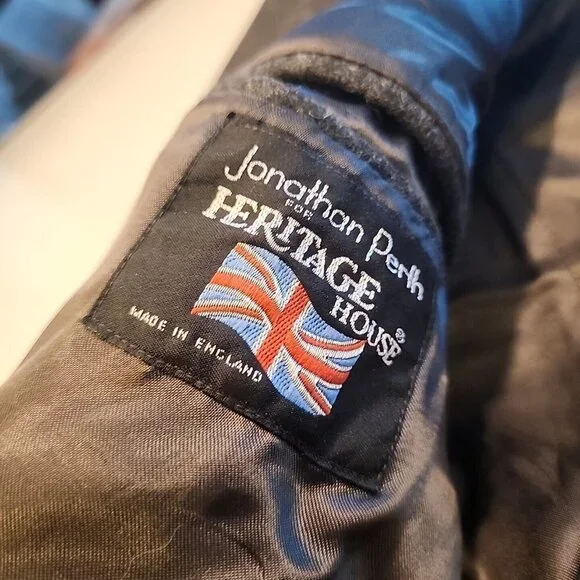 Jonathan Perth
FOR
HERITAGE
HOUSE®
MADE IN ENGLAND